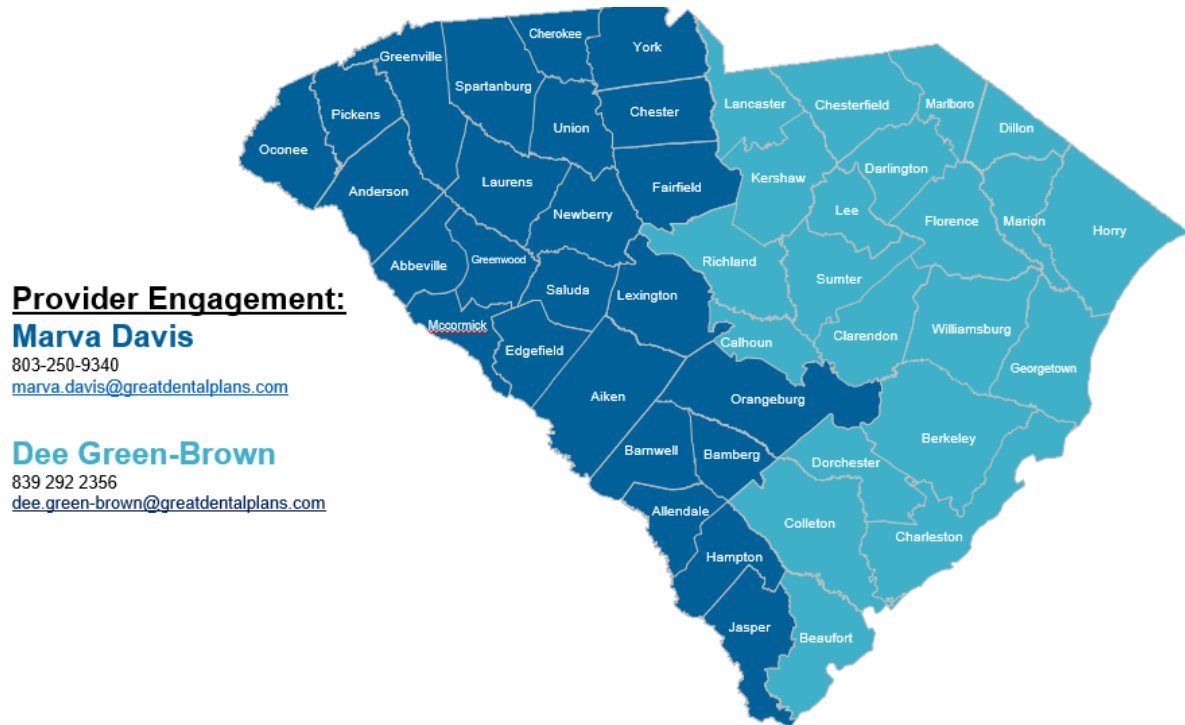 Provider Engagement:
Marva Davis
803-250-9340
marva.davis@greatdentalplans.com
Dee Green-Brown
839 292 2356
dee.green-brown@greatdentalplans.com
Cherokee
York
Greenville
Spartanburg
Pickens
Union
Chester
Oconee
Anderson
Laurens
Fairfield
Newberry
Abbeville
Greenwood
Saluda
Lexington
Mccormick
Edgefield
Aiken
Orangeburg
Barnwell
Bamberg
Allendale
Hampton
Jasper
Lancaster
Chesterfield
Marlboro
Dillon
Kershaw
Darlington
Lee
Florence
Marion
Horry
Richland
Sumter
Calhoun
Clarendon
Williamsburg
Georgetown
Berkeley
Dorchester
Colleton
Charleston
Beaufort